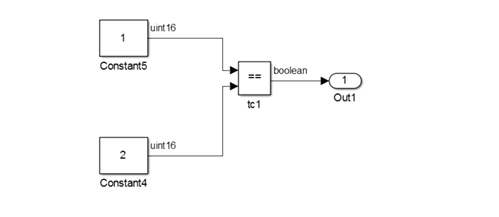 1
uint16
Constant5
==
boolean
tc1
1
Out1
2
uint16
Constant4